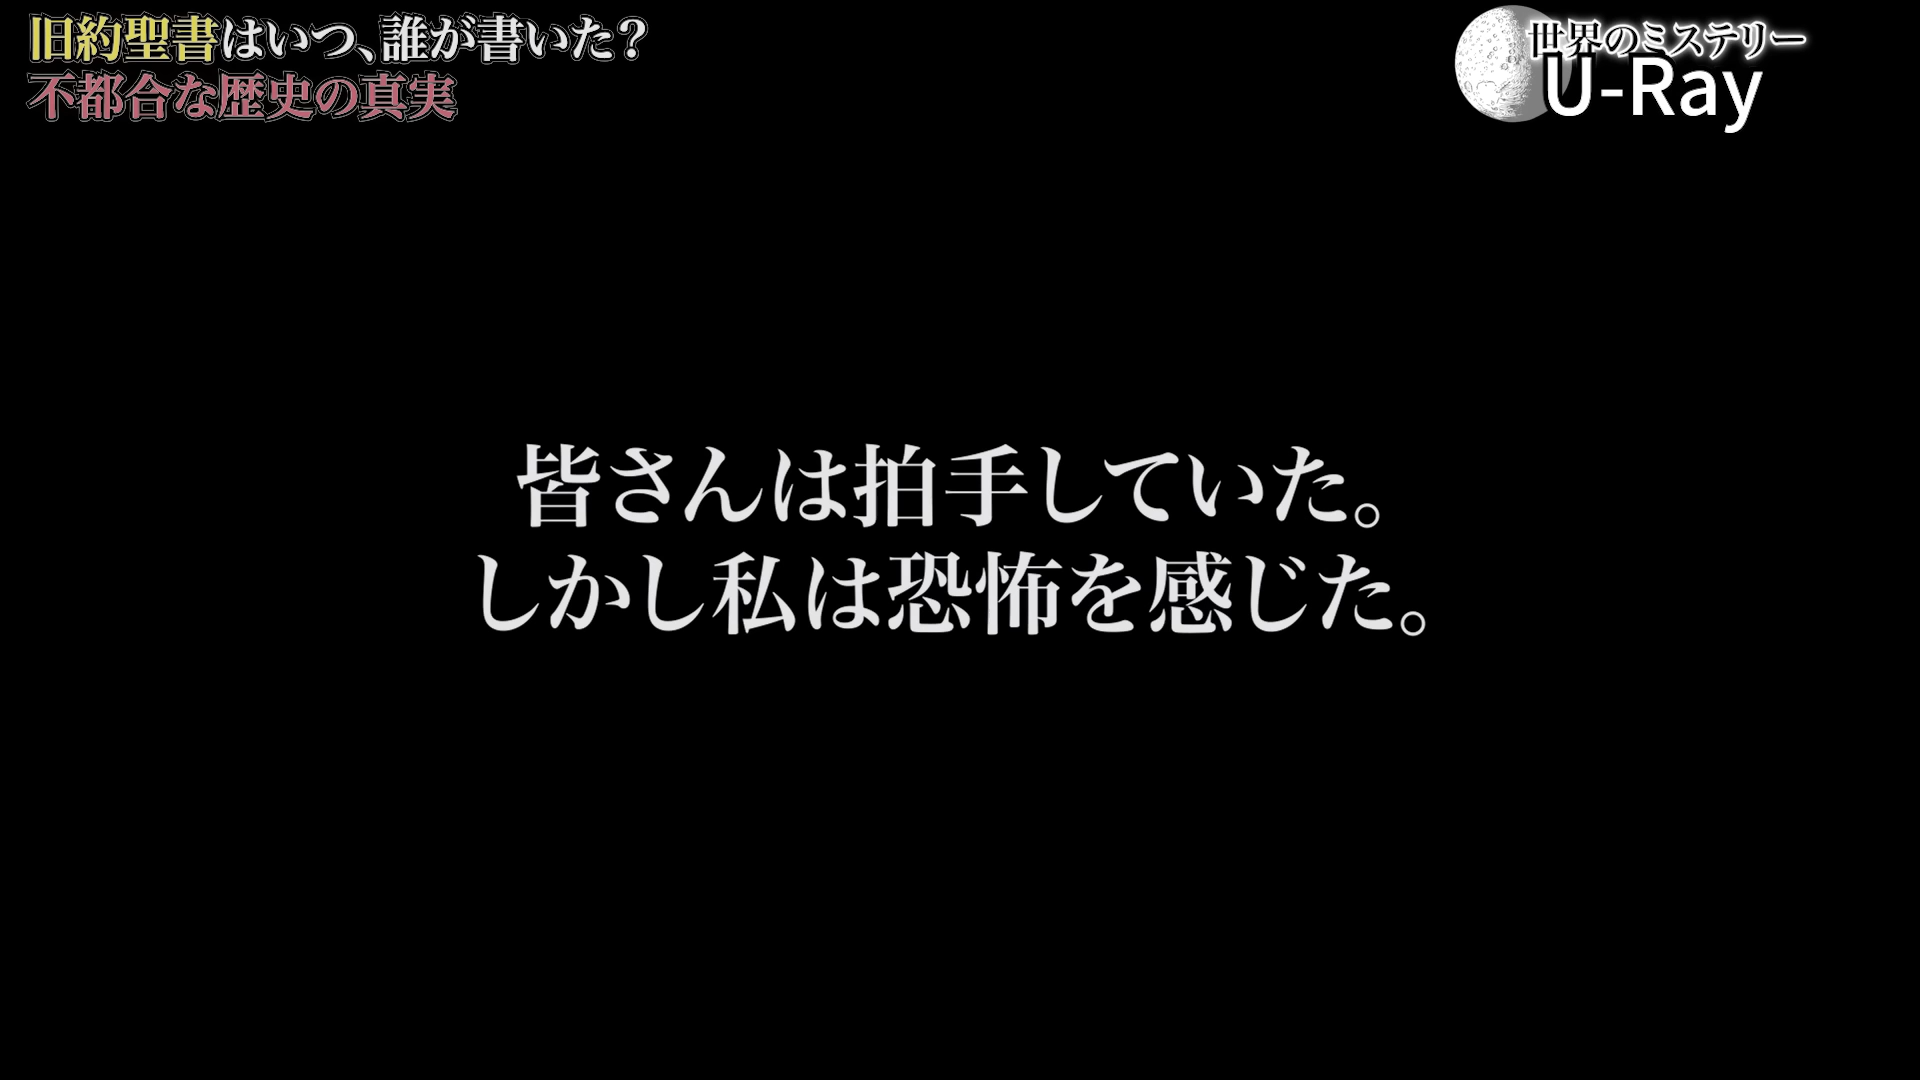 旧約聖書はいつ、誰が書いた?
不都合な歴史の真実
世界のミステリー
U-Ray
皆さんは拍手していた。
しかし私は恐怖を感じた。